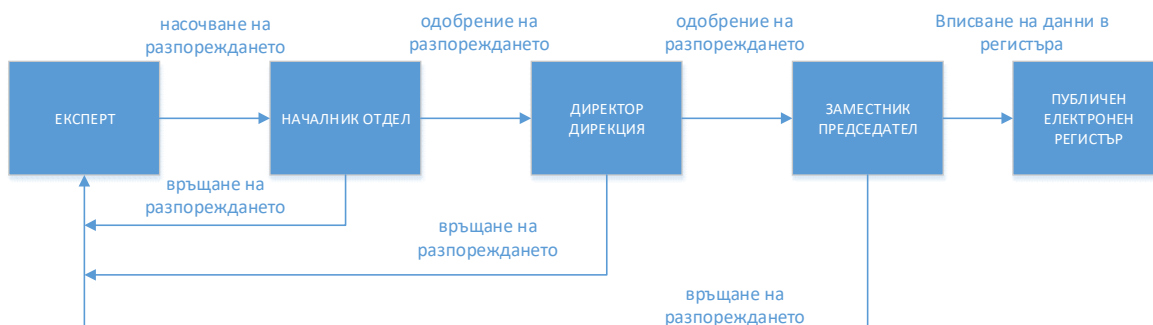 насочване на
разпореждането
одобрение на
разпореждането
одобрение на
разпореждането
Вписване на данни в
регистъра
ЕКСПЕРТ
НАЧАЛНИК ОТДЕЛ
ДИРЕКТОР
ДИРЕКЦИЯ
ЗАМЕСТНИК
ПРЕДСЕДАТЕЛ
ПУБЛИЧЕН
ЕЛЕКТРОНЕН
РЕГИСТЪР
връщане на
разпореждането
връщане на
разпореждането
връщане на
разпореждането